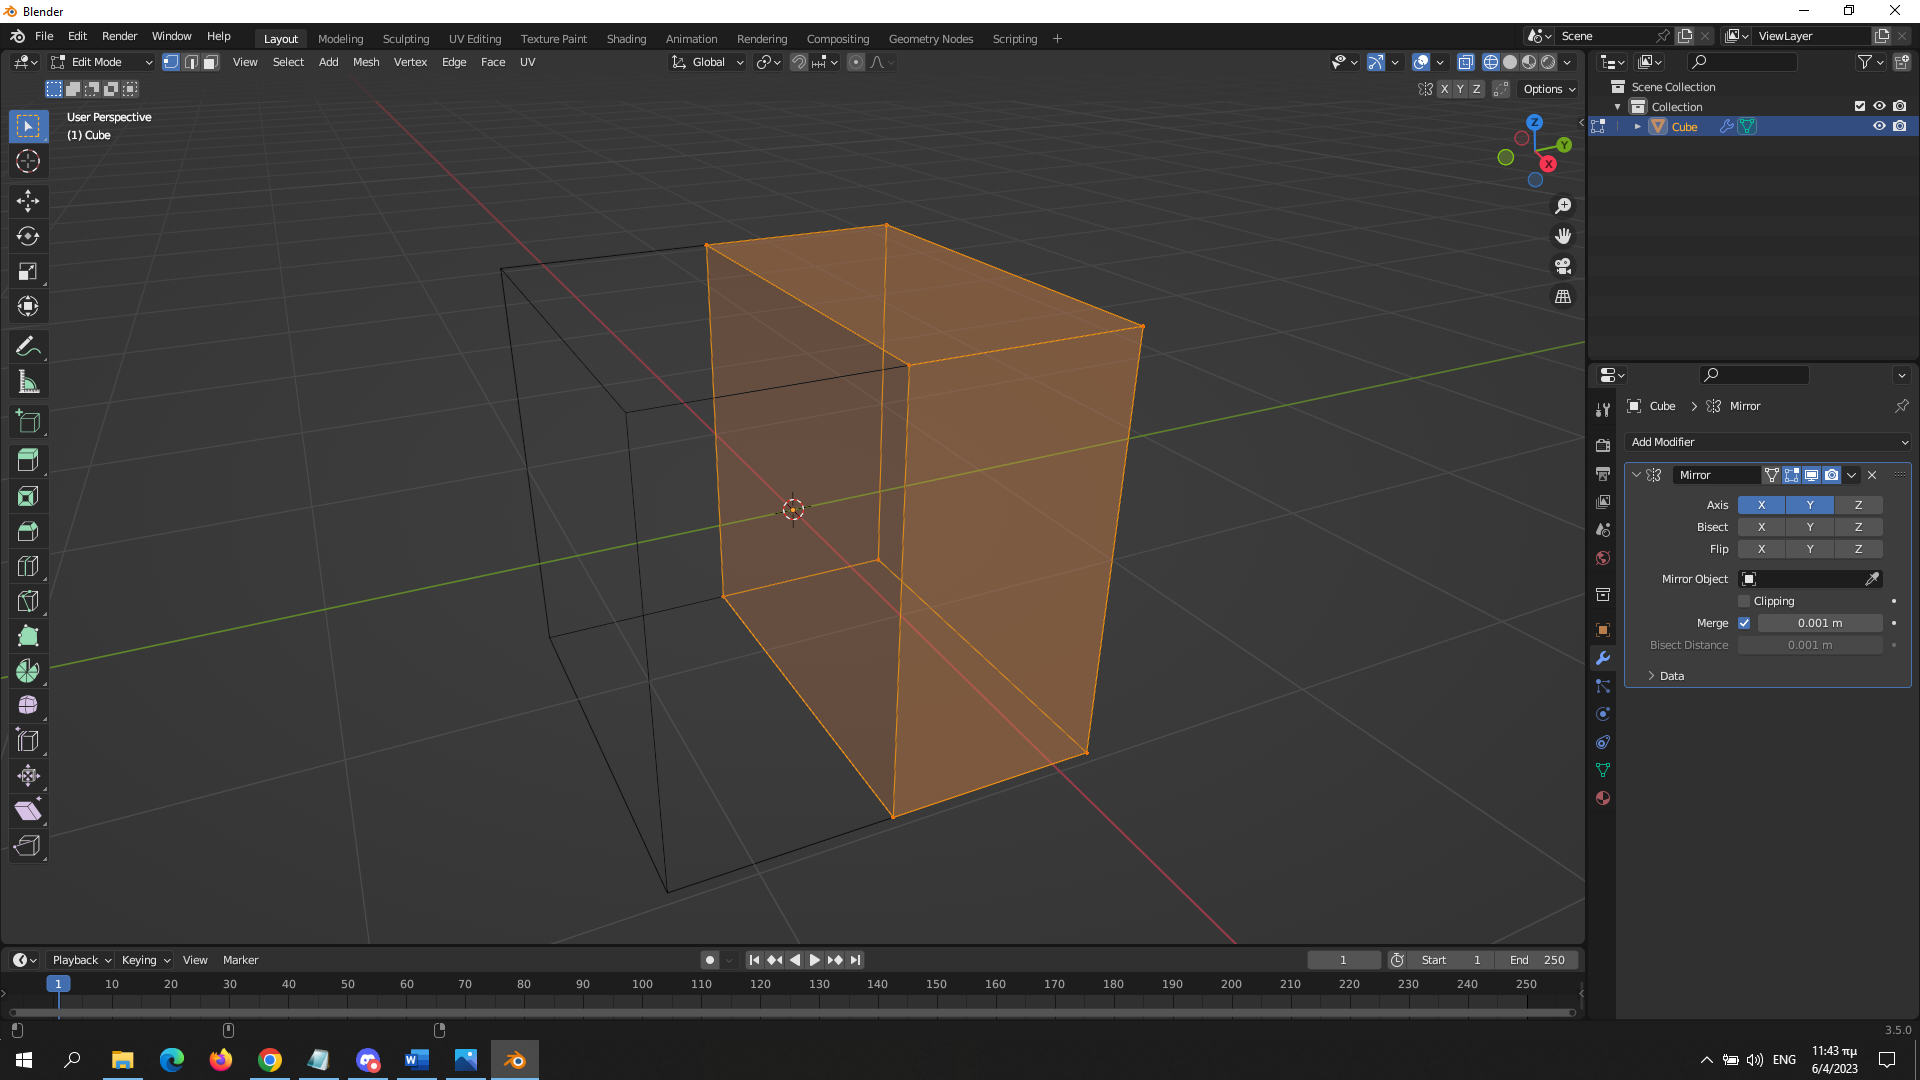 Blender
File Edit Render Window Help Layout Modeling Sculpting UV Editing Texture Paint Shading Animation Rendering Compositing Geometry Nodes Scripting + Scene ViewLayer
Edit Mode View Select Add Mesh Vertex Edge Face UV Global
X Y Z Options
User Perspective
(1) Cube
Z
Y
X
Scene Collection
Collection
Cube
Cube > Mirror
Add Modifier
Mirror
Axis X Y Z
Bisect X Y Z
Flip X Y Z
Mirror Object
Clipping
Merge 0.001 m
Bisect Distance 0.001 m
Data
Playback Keying View Marker 1 Start 1 End 250
1 10 20 30 40 50 60 70 80 90 100 110 120 130 140 150 160 170 180 190 200 210 220 230 240 250
3.5.0
ENG
11:43 πμ
6/4/2023